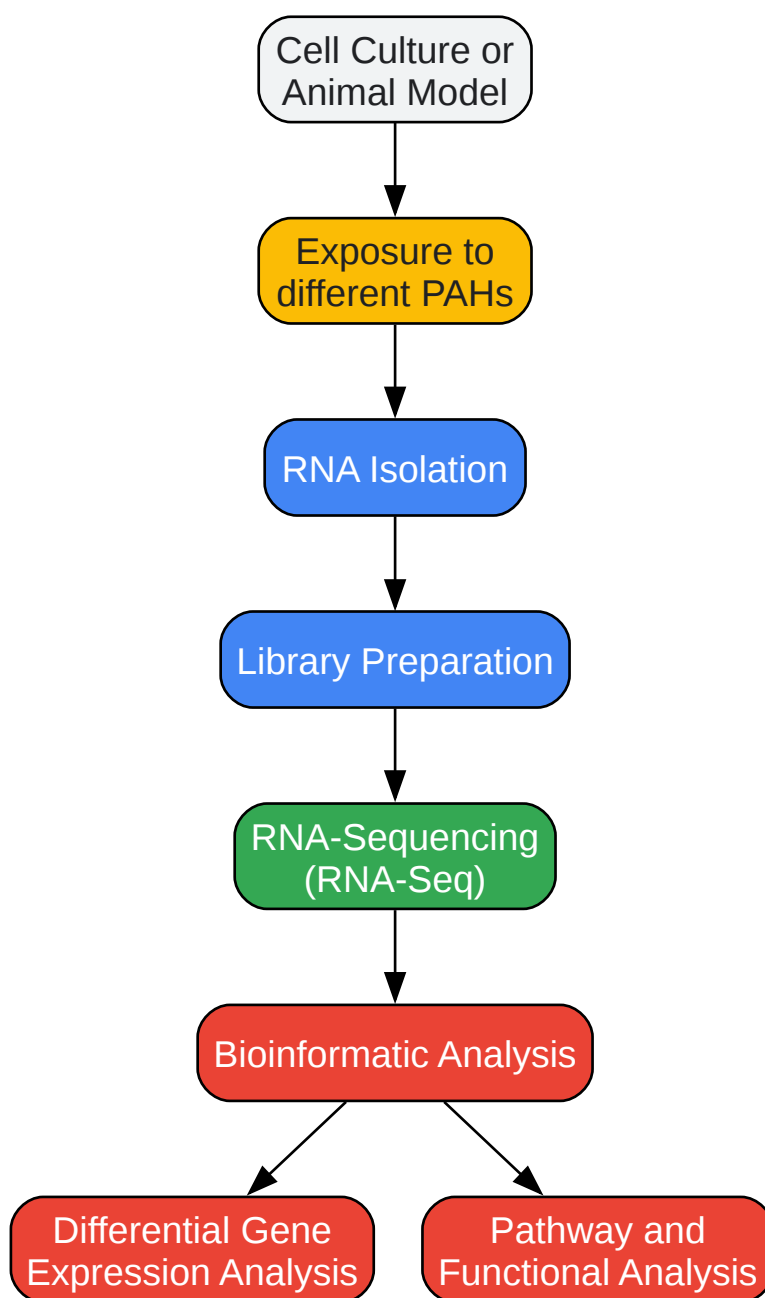 Cell Culture or
Animal Model
Exposure to
different PAHs
RNA Isolation
Library Preparation
RNA-Sequencing
(RNA-Seq)
Bioinformatic Analysis
Differential Gene
Expression Analysis
Pathway and
Functional Analysis